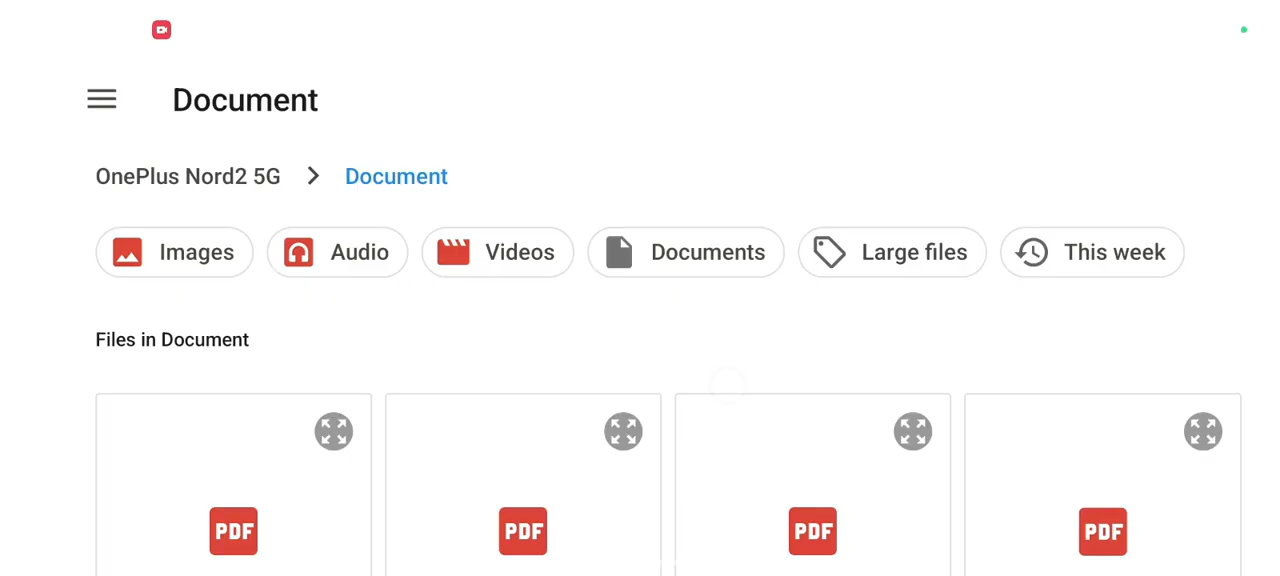 Document
OnePlus Nord2 5G > Document
Images Audio Videos Documents Large files This week
Files in Document
PDF PDF PDF PDF